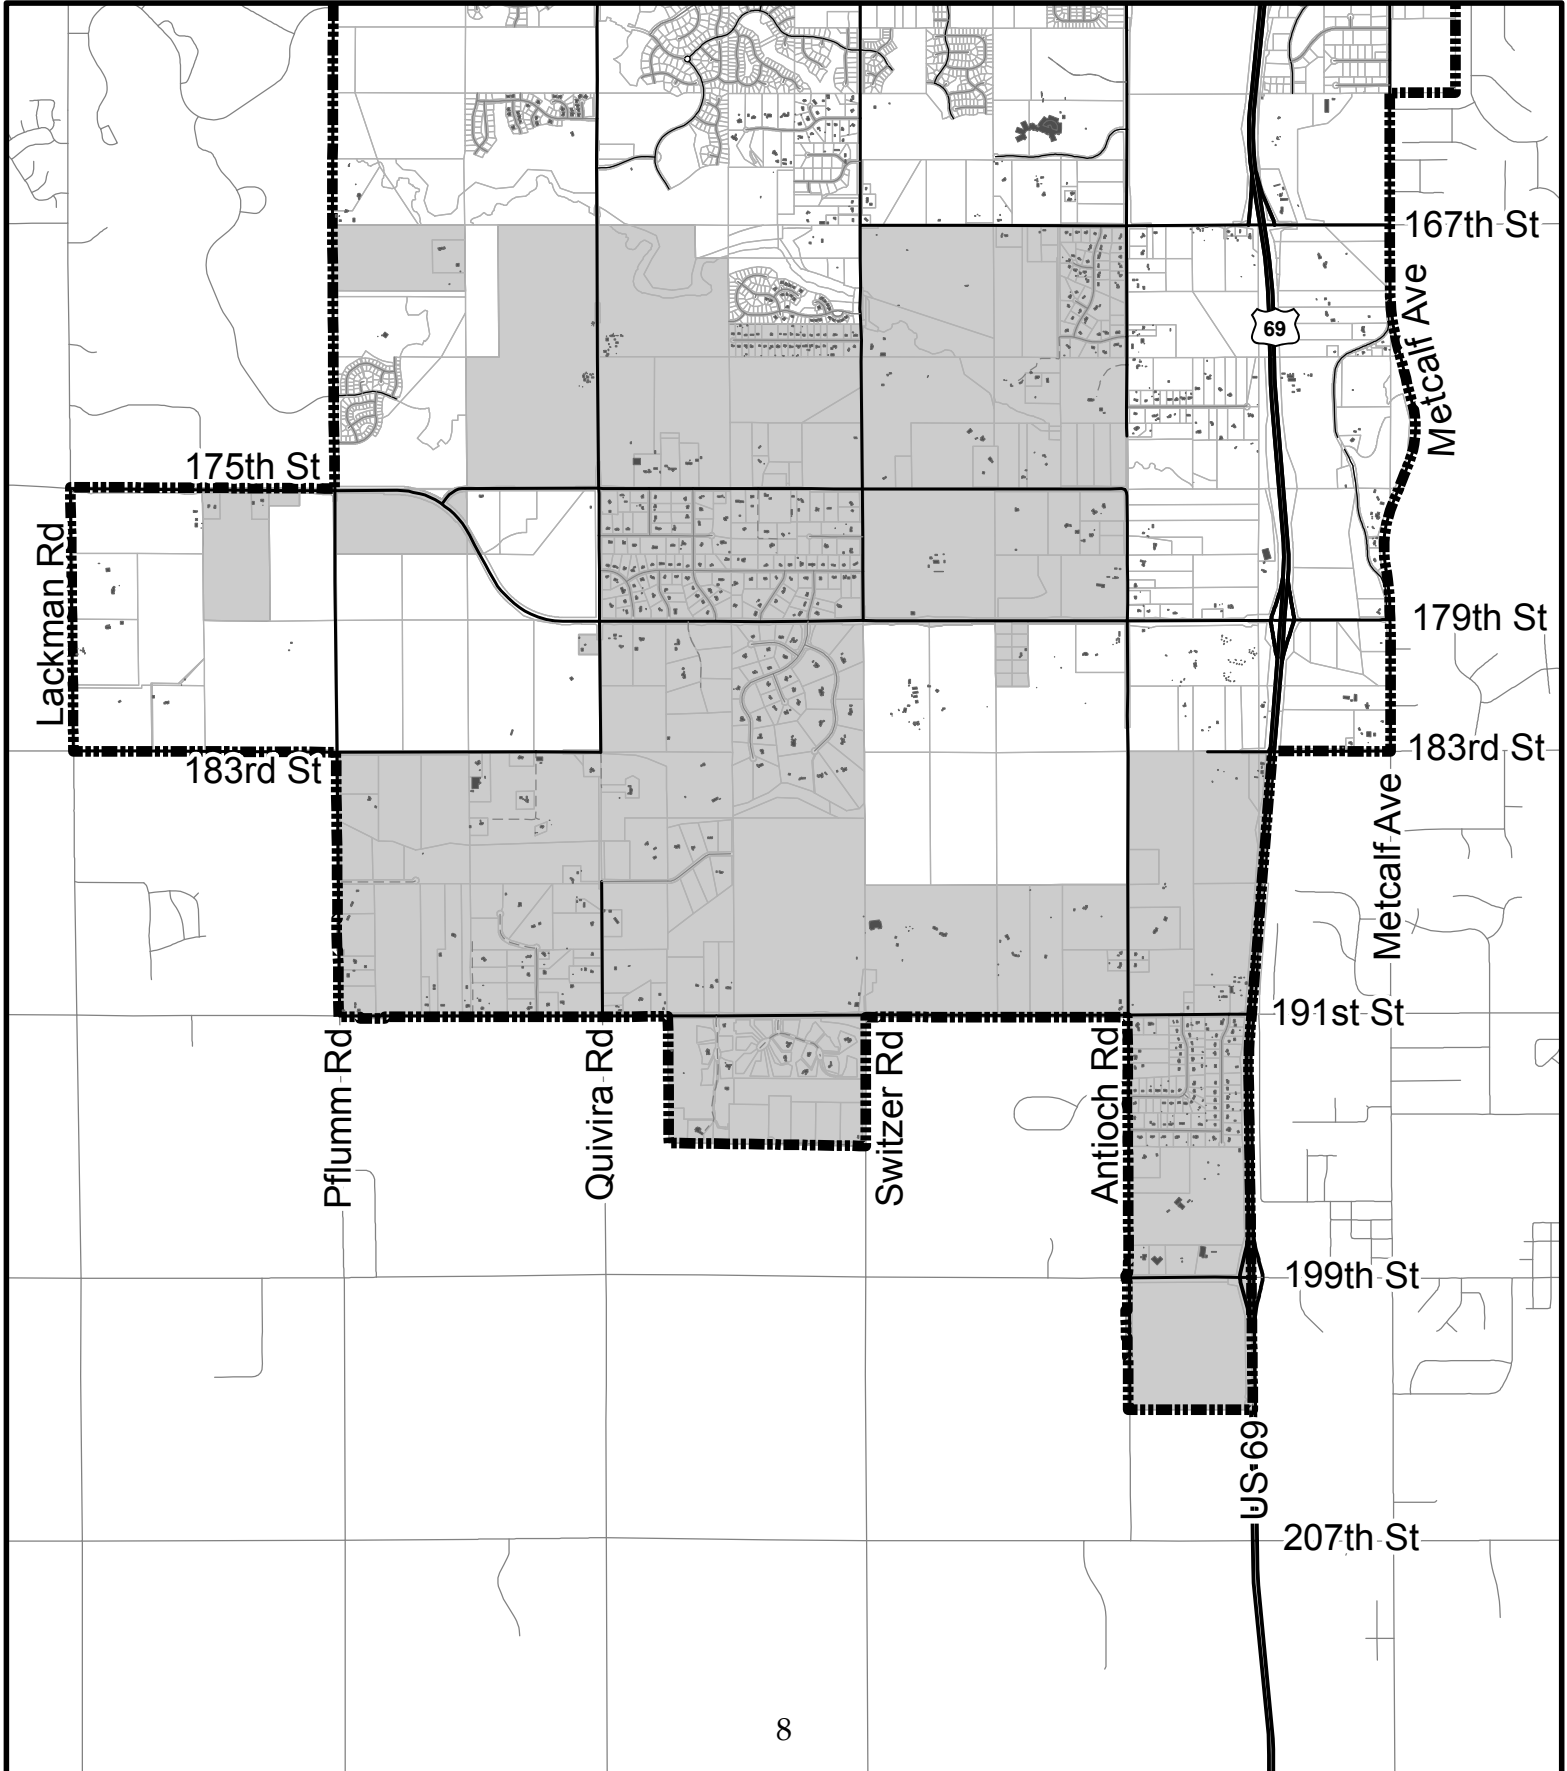 167th St
Metcalf Ave
69
175th St
Lackman Rd
179th St
183rd St
183rd St
Metcalf Ave
191st St
Pflumm Rd
Quivira Rd
Switzer Rd
Antioch Rd
199th St
US 69
207th St
8